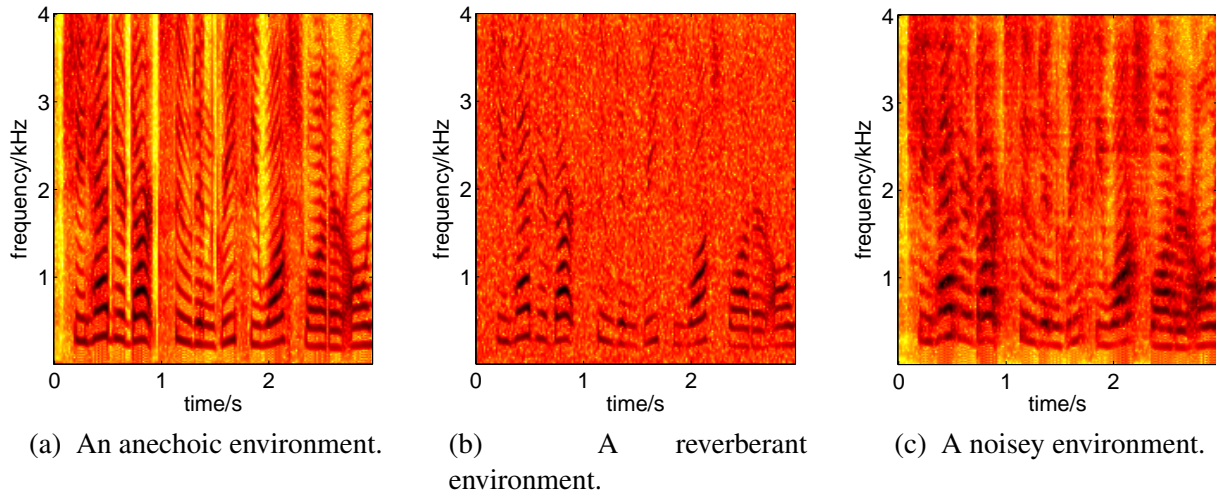 4
3
2
1
frequency/kHz
0
1
2
time/s
(a) An anechoic environment.
4
3
2
1
frequency/kHz
0
1
2
time/s
(b) A reverberant
environment.
4
3
2
1
frequency/kHz
0
1
2
time/s
(c) A noisey environment.